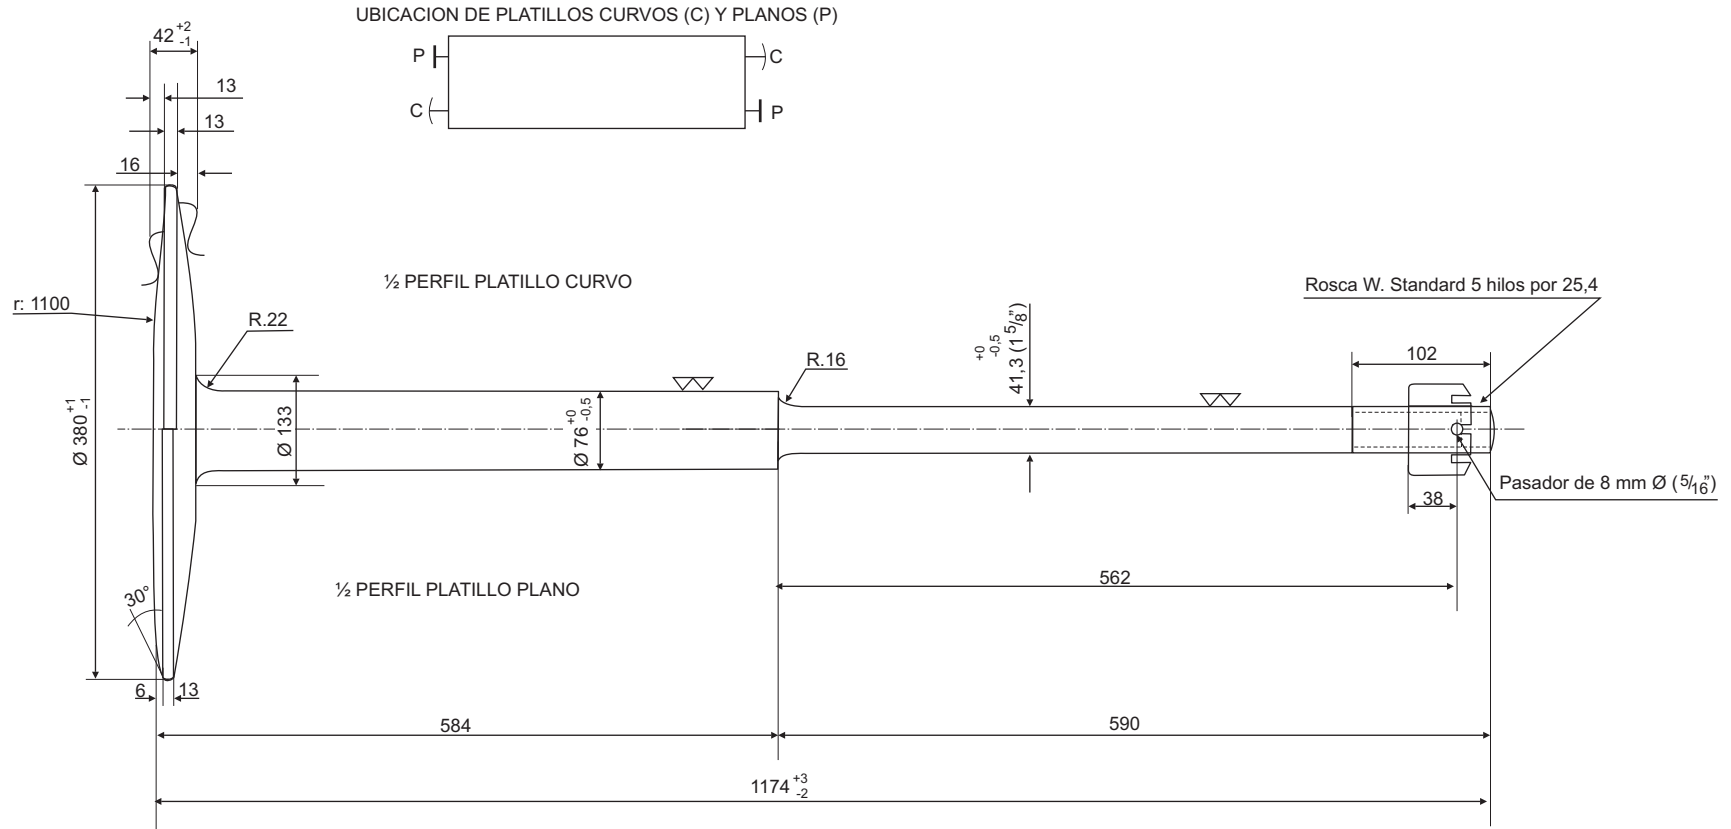 UBICACION DE PLATILLOS CURVOS (C) Y PLANOS (P)
42 +2 -1
P
C
13
C
P
13
16
½ PERFIL PLATILLO CURVO
Rosca W. Standard 5 hilos por 25,4
r: 1100
R.22
R.16
41,3 (1 5/8") +0 -0,5
102
Ø 380 +1 -1
Ø 133
Ø 76 +0 -0,5
Pasador de 8 mm Ø (5/16")
38
562
½ PERFIL PLATILLO PLANO
30°
6
13
584
590
1174 +3 -2